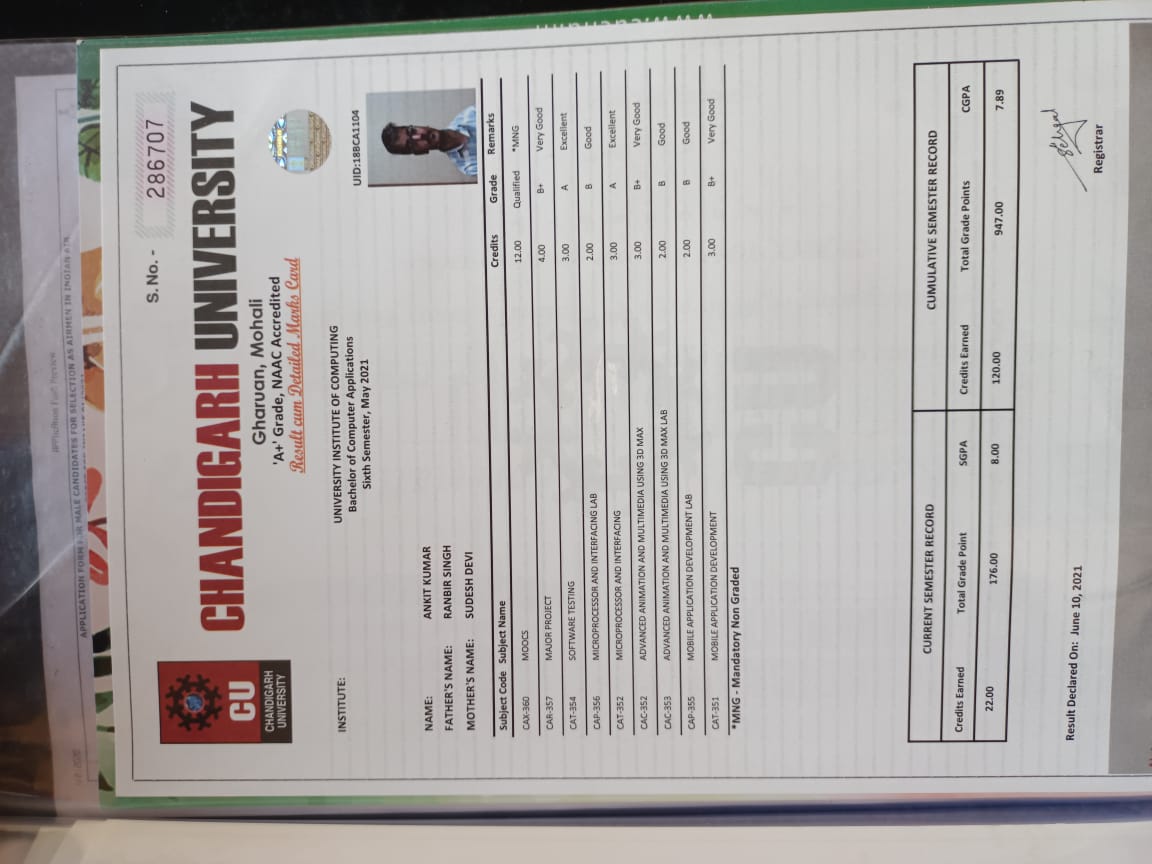 Application Form Preview
APPLICATION FORM FOR MALE CANDIDATES FOR SELECTION AS AIRMEN IN INDIAN AIR
S. No. - 286707
CU
CHANDIGARH
UNIVERSITY
CHANDIGARH UNIVERSITY
Gharuan, Mohali
'A+' Grade, NAAC Accredited
Result cum Detailed Marks Card
INSTITUTE: UNIVERSITY INSTITUTE OF COMPUTING
Bachelor of Computer Applications
Sixth Semester, May 2021
UID:18BCA1104
NAME: ANKIT KUMAR
FATHER'S NAME: RANBIR SINGH
MOTHER'S NAME: SUDESH DEVI
Subject Code Subject Name Credits Grade Remarks
CAX-360 MOOCS 12.00 Qualified *MNG
CAR-357 MAJOR PROJECT 4.00 B+ Very Good
CAT-354 SOFTWARE TESTING 3.00 A Excellent
CAP-356 MICROPROCESSOR AND INTERFACING LAB 2.00 B Good
CAT-352 MICROPROCESSOR AND INTERFACING 3.00 A Excellent
CAC-352 ADVANCED ANIMATION AND MULTIMEDIA USING 3D MAX 3.00 B+ Very Good
CAC-353 ADVANCED ANIMATION AND MULTIMEDIA USING 3D MAX LAB 2.00 B Good
CAP-355 MOBILE APPLICATION DEVELOPMENT LAB 2.00 B Good
CAT-351 MOBILE APPLICATION DEVELOPMENT 3.00 B+ Very Good
*MNG - Mandatory Non Graded
CU
CURRENT SEMESTER RECORD CUMULATIVE SEMESTER RECORD
Credits Earned Total Grade Point SGPA Credits Earned Total Grade Points CGPA
22.00 176.00 8.00 120.00 947.00 7.89
Result Declared On: June 10, 2021
Sehgal
Registrar